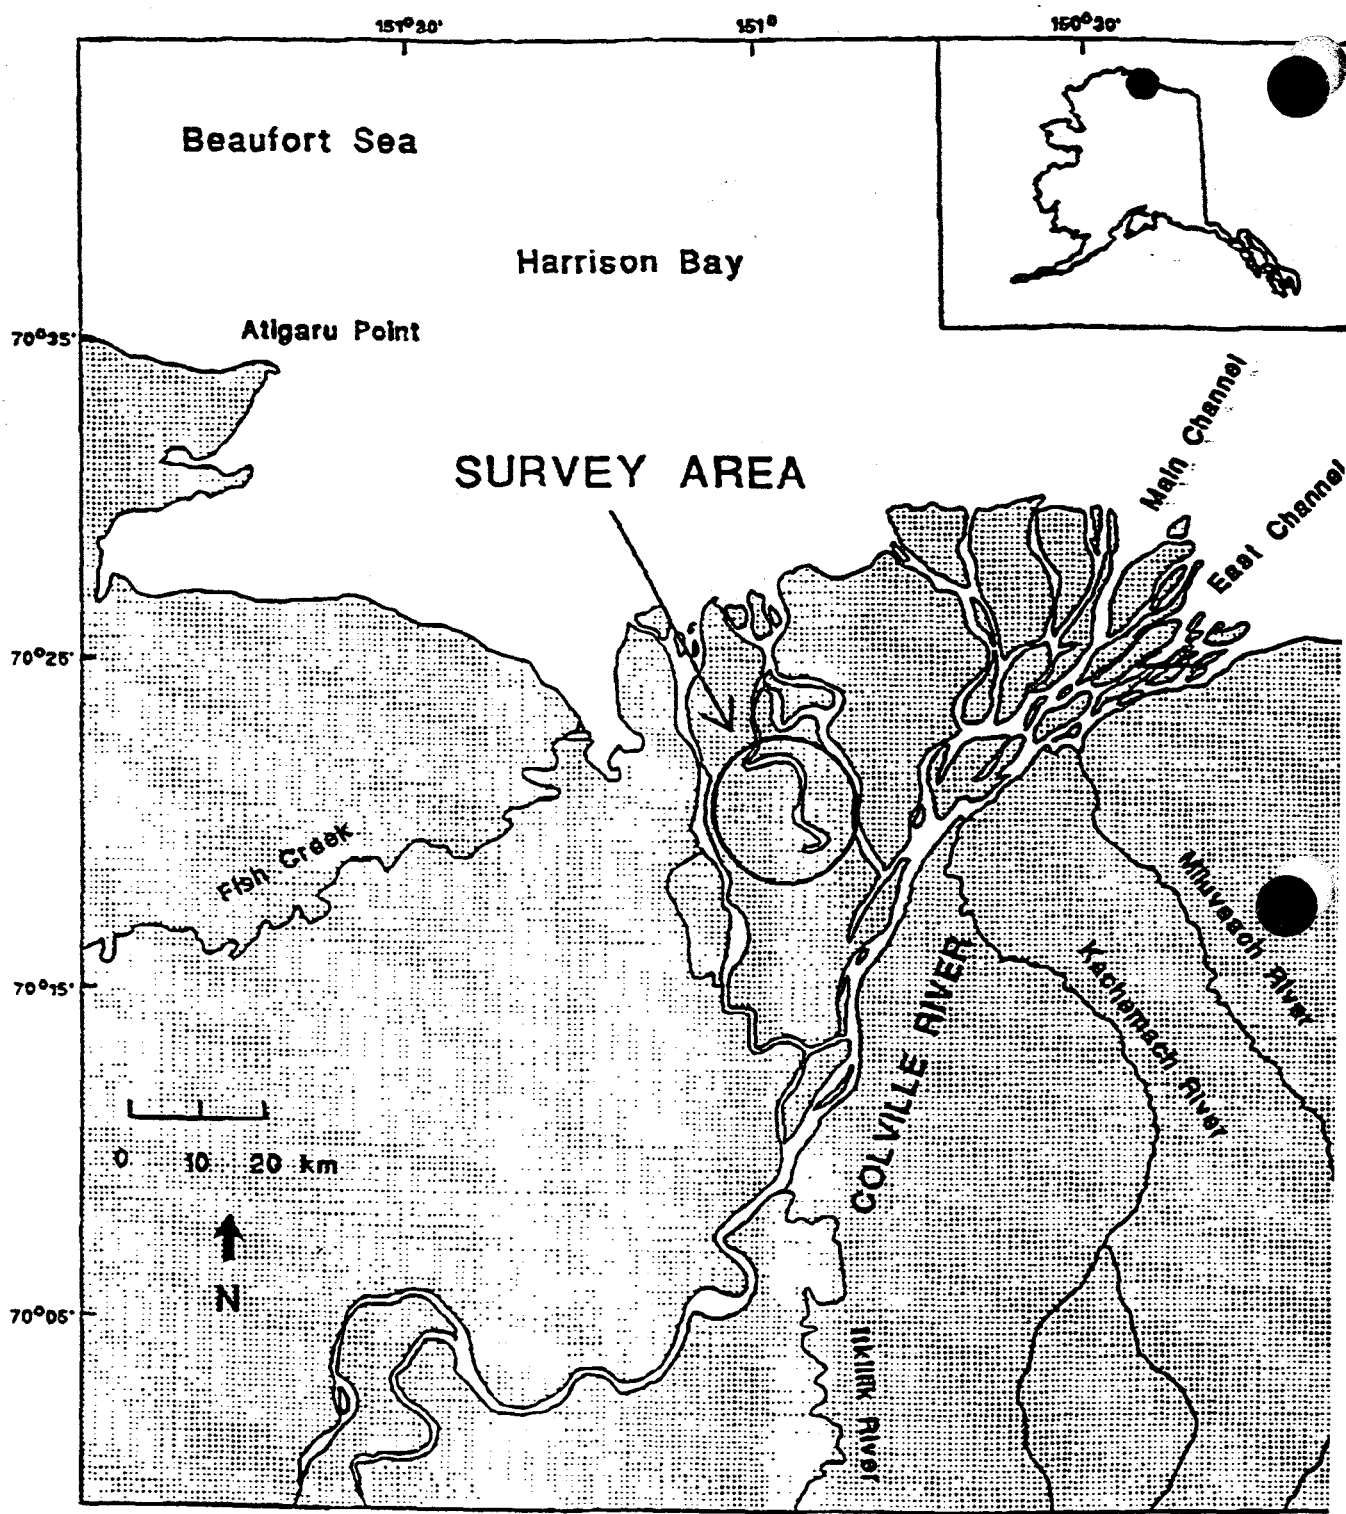 151°30' 151° 150°30'
Beaufort Sea
Harrison Bay
70°35'
Atigaru Point
Main Channel
SURVEY AREA
East Channel
70°25'
Fish Creek
Miluveach River
Kachemach River
COLVILLE RIVER
70°15'
0 10 20 km
N
70°05'
Itkillik River